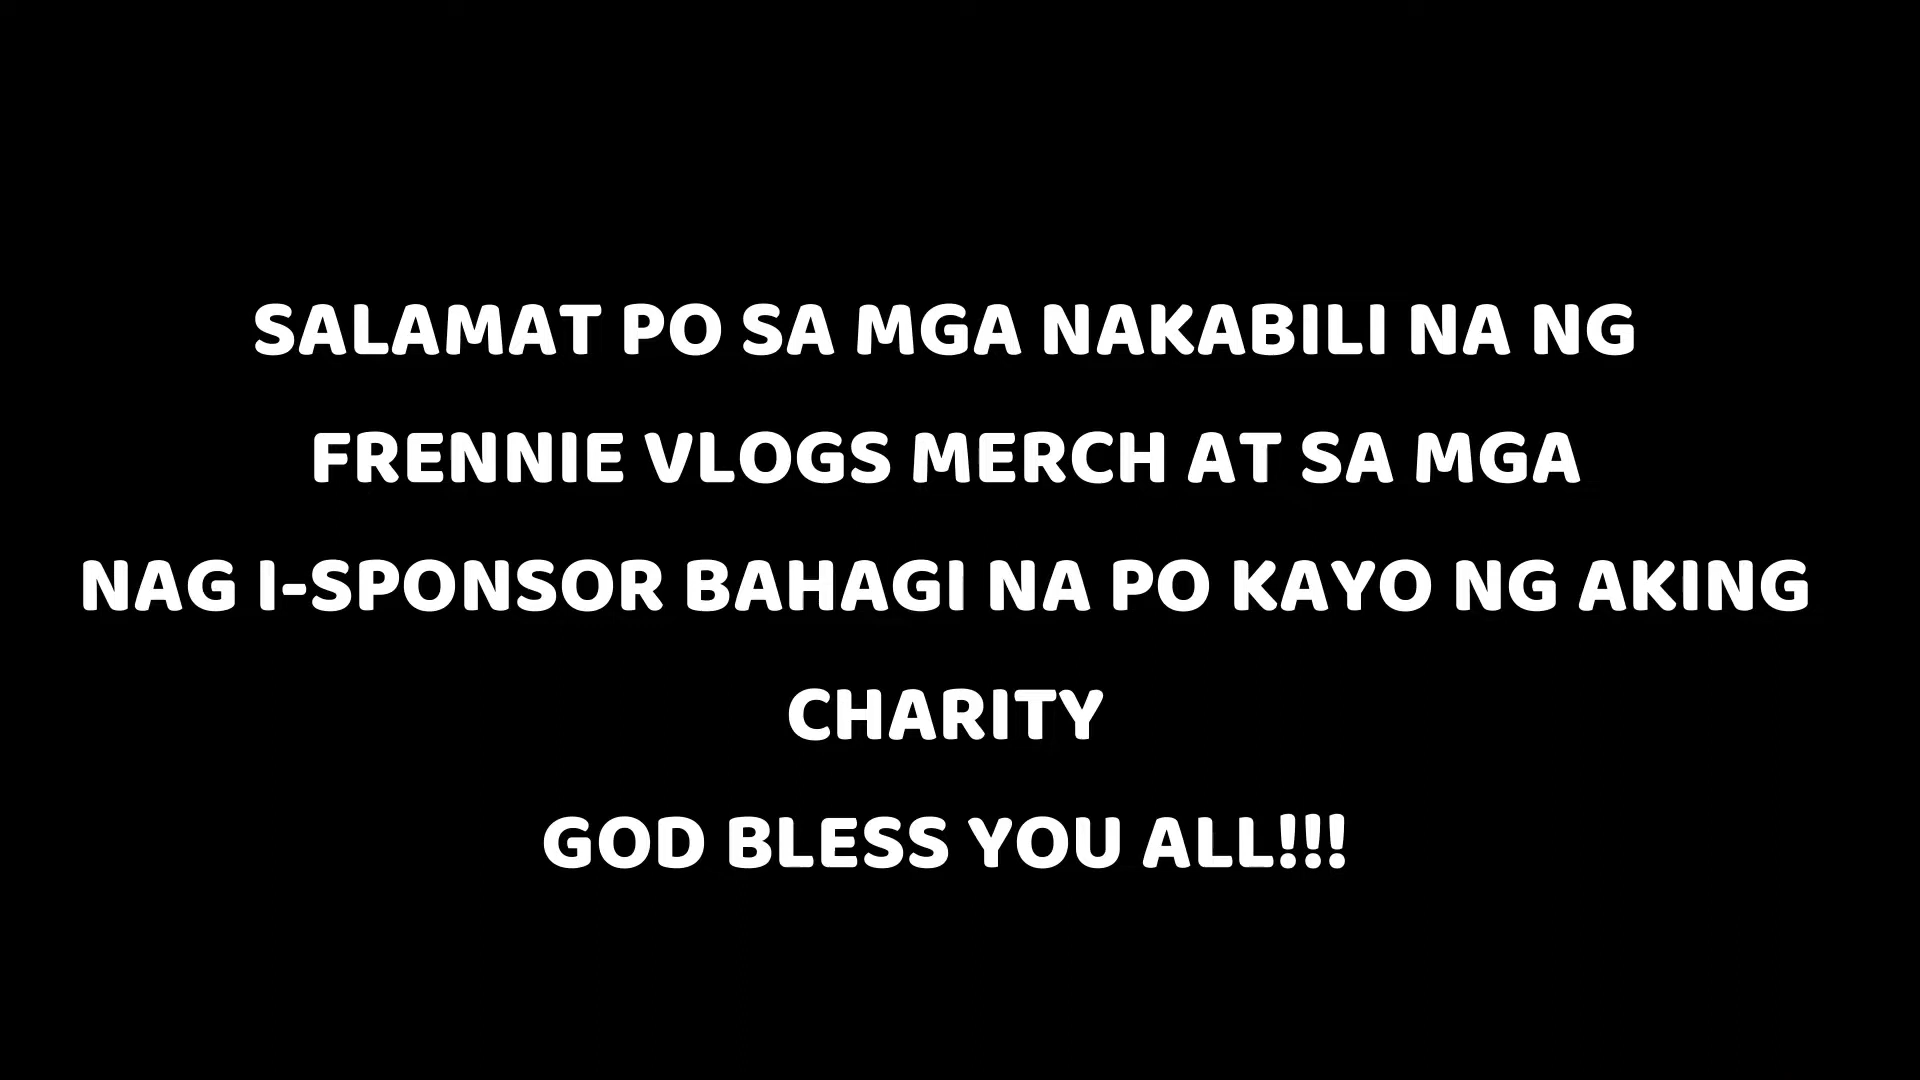 SALAMAT PO SA MGA NAKABILI NA NG
FRENNIE VLOGS MERCH AT SA MGA
NAG I-SPONSOR BAHAGI NA PO KAYO NG AKING
CHARITY
GOD BLESS YOU ALL!!!